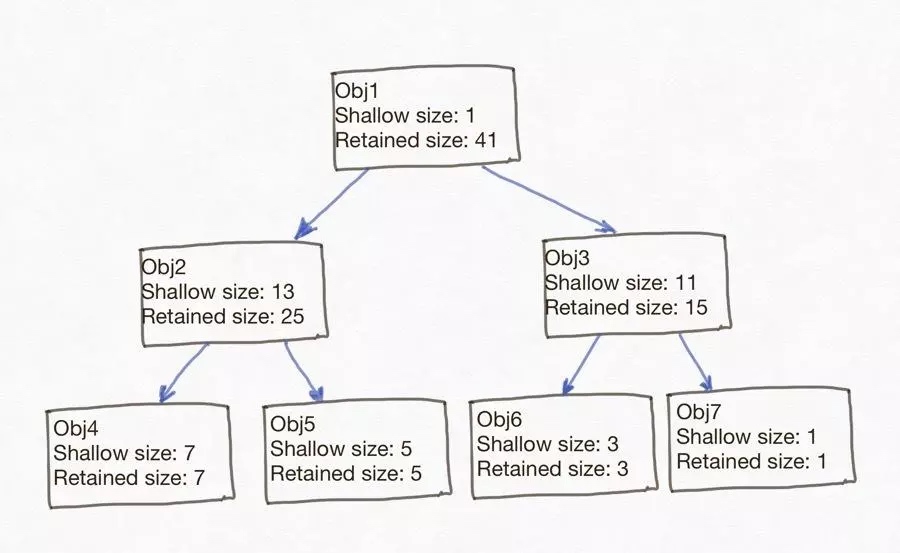 Obj1
Shallow size: 1
Retained size: 41
Obj2
Shallow size: 13
Retained size: 25
Obj3
Shallow size: 11
Retained size: 15
Obj4
Shallow size: 7
Retained size: 7
Obj5
Shallow size: 5
Retained size: 5
Obj6
Shallow size: 3
Retained size: 3
Obj7
Shallow size: 1
Retained size: 1